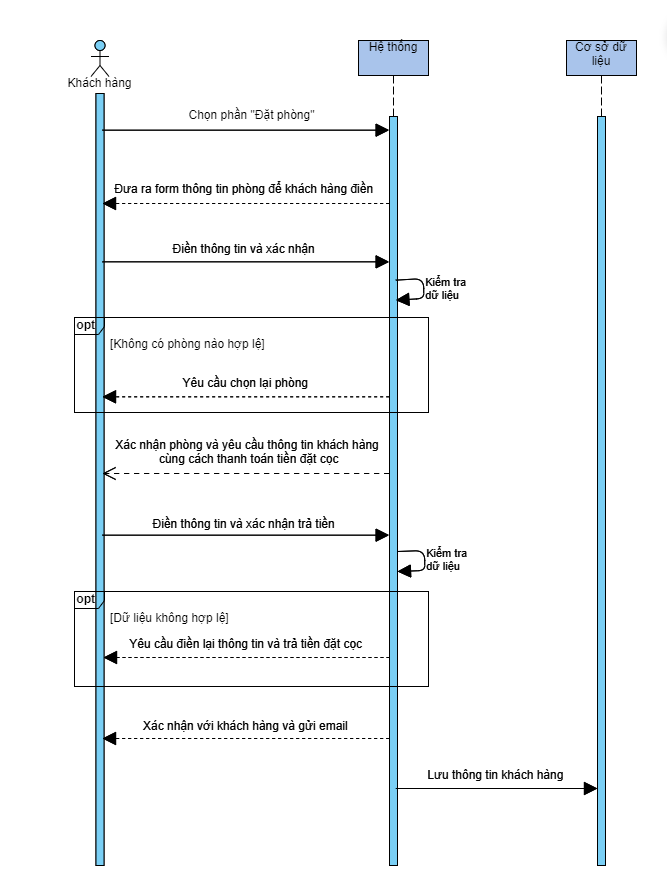 Khách hàng
Hệ thống
Cơ sở dữ
liệu
Chọn phần "Đặt phòng"
Đưa ra form thông tin phòng để khách hàng điền
Điền thông tin và xác nhận
Kiểm tra
dữ liệu
opt
[Không có phòng nào hợp lệ]
Yêu cầu chọn lại phòng
Xác nhận phòng và yêu cầu thông tin khách hàng
cùng cách thanh toán tiền đặt cọc
Điền thông tin và xác nhận trả tiền
Kiểm tra
dữ liệu
opt
[Dữ liệu không hợp lệ]
Yêu cầu điền lại thông tin và trả tiền đặt cọc
Xác nhận với khách hàng và gửi email
Lưu thông tin khách hàng